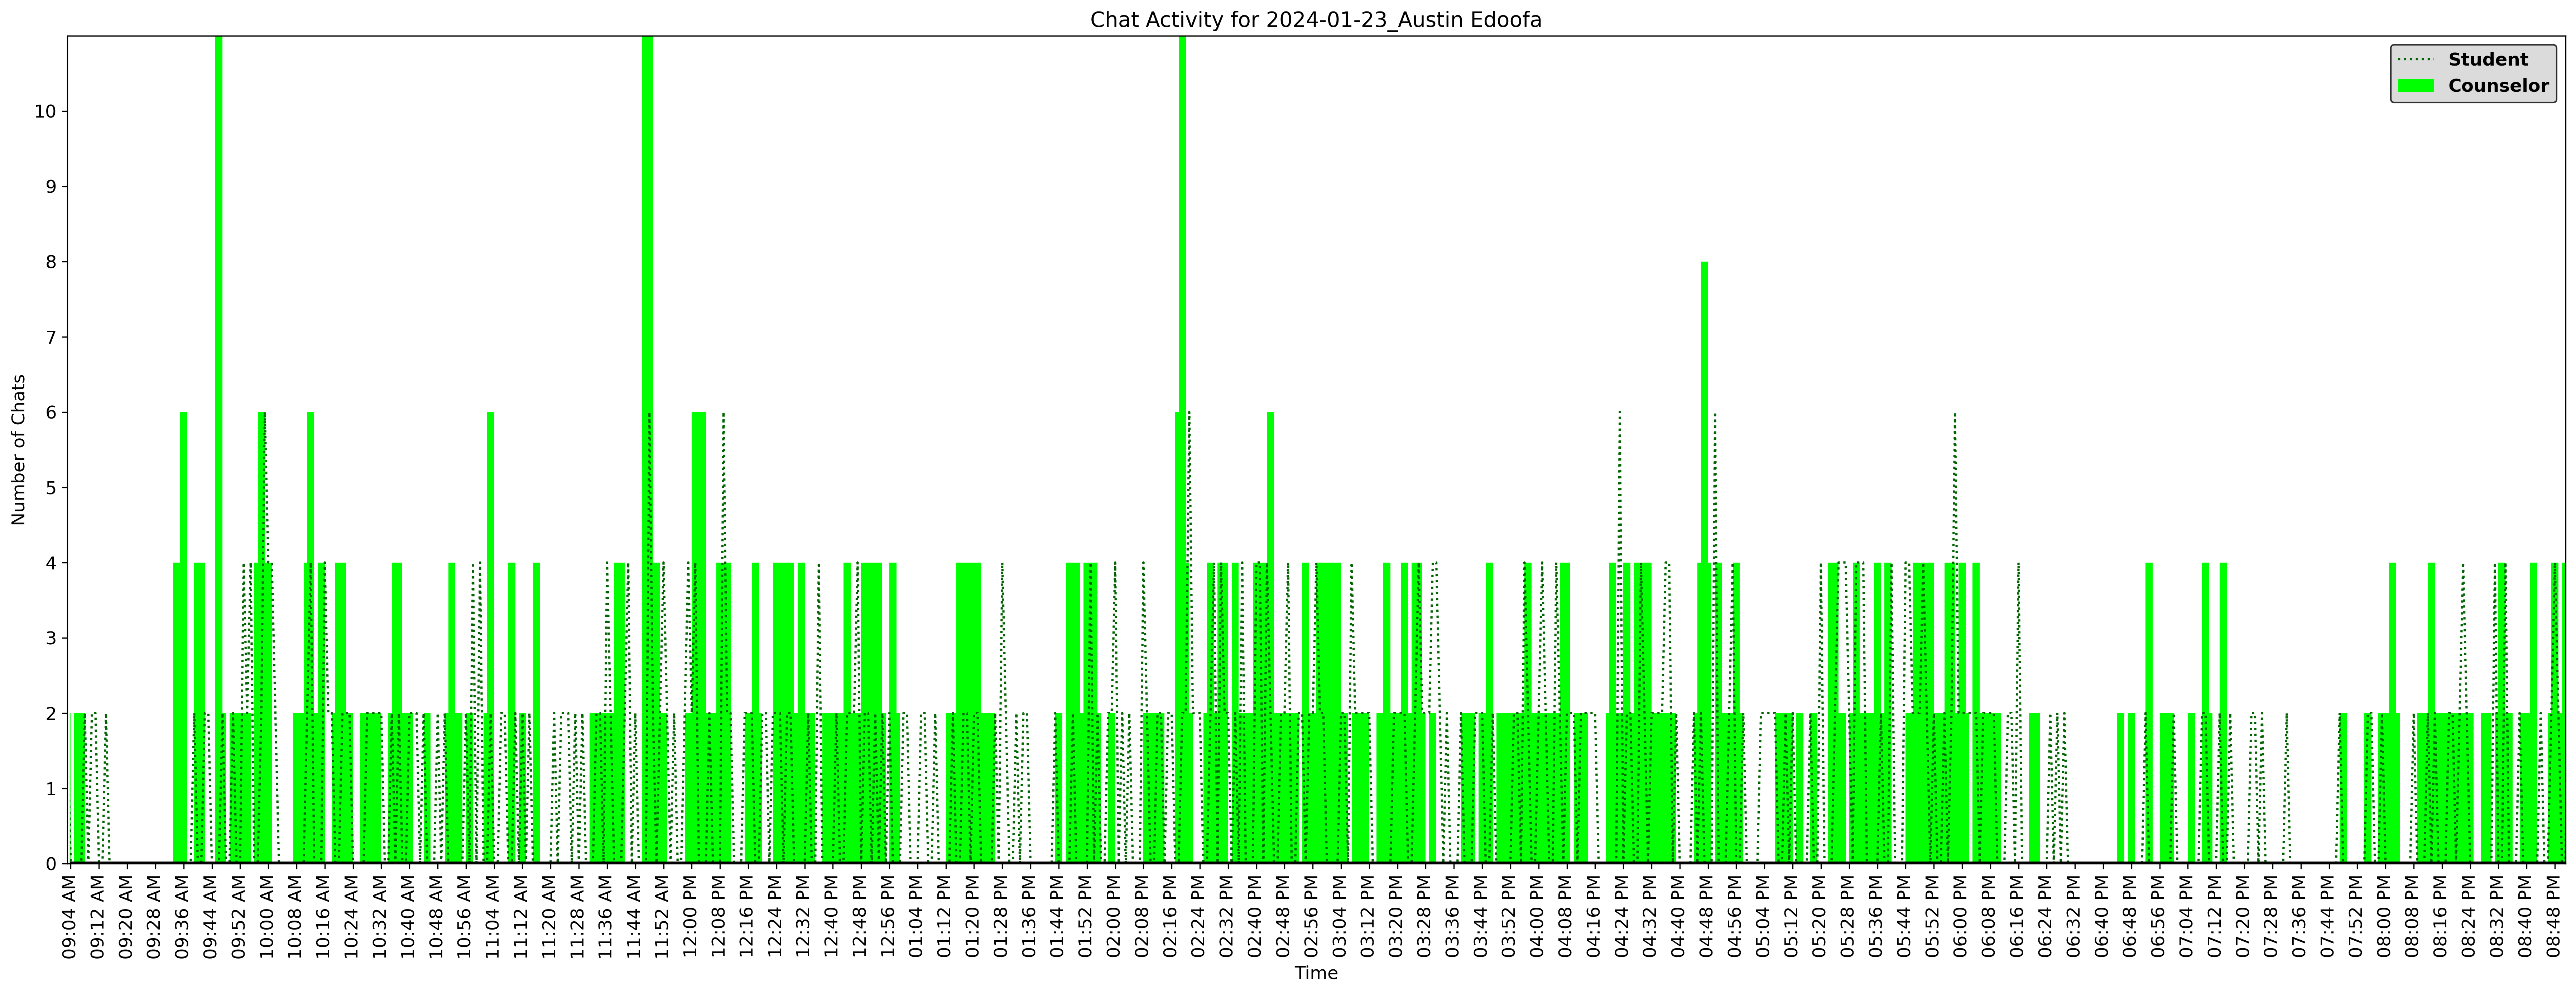 Chat Activity for 2024-01-23_Austin Edoofa
Student
Counselor
Number of Chats
10
9
8
7
6
5
4
3
2
1
0
09:04 AM
09:12 AM
09:20 AM
09:28 AM
09:36 AM
09:44 AM
09:52 AM
10:00 AM
10:08 AM
10:16 AM
10:24 AM
10:32 AM
10:40 AM
10:48 AM
10:56 AM
11:04 AM
11:12 AM
11:20 AM
11:28 AM
11:36 AM
11:44 AM
11:52 AM
12:00 PM
12:08 PM
12:16 PM
12:24 PM
12:32 PM
12:40 PM
12:48 PM
12:56 PM
01:04 PM
01:12 PM
01:20 PM
01:28 PM
01:36 PM
01:44 PM
01:52 PM
02:00 PM
02:08 PM
02:16 PM
02:24 PM
02:32 PM
02:40 PM
02:48 PM
02:56 PM
03:04 PM
03:12 PM
03:20 PM
03:28 PM
03:36 PM
03:44 PM
03:52 PM
04:00 PM
04:08 PM
04:16 PM
04:24 PM
04:32 PM
04:40 PM
04:48 PM
04:56 PM
05:04 PM
05:12 PM
05:20 PM
05:28 PM
05:36 PM
05:44 PM
05:52 PM
06:00 PM
06:08 PM
06:16 PM
06:24 PM
06:32 PM
06:40 PM
06:48 PM
06:56 PM
07:04 PM
07:12 PM
07:20 PM
07:28 PM
07:36 PM
07:44 PM
07:52 PM
08:00 PM
08:08 PM
08:16 PM
08:24 PM
08:32 PM
08:40 PM
08:48 PM
Time